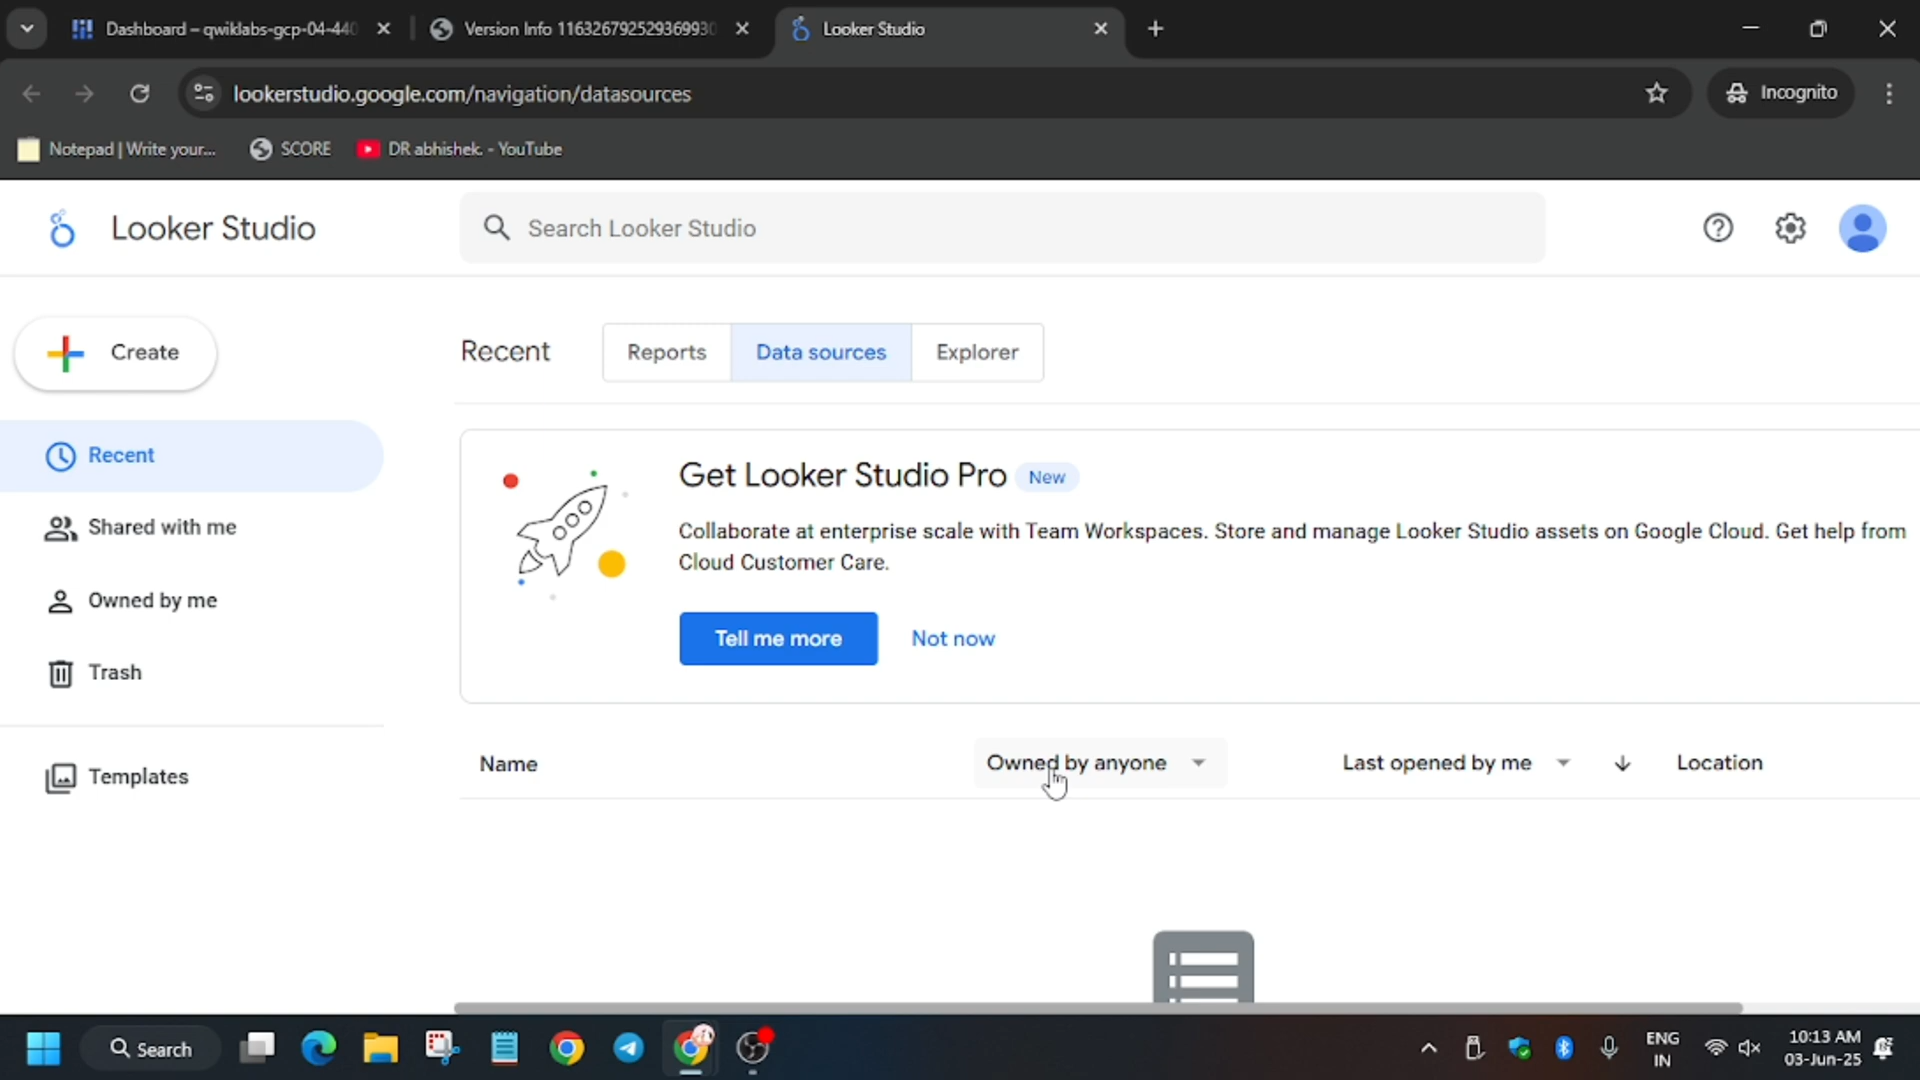 Dashboard – qwiklabs-gcp-04-440
Version Info 11632679252936993
Looker Studio
lookerstudio.google.com/navigation/datasources
Incognito
Notepad | Write your...
SCORE
DR abhishek. - YouTube
Looker Studio
Search Looker Studio
Create
Recent
Reports
Data sources
Explorer
Recent
Shared with me
Owned by me
Trash
Templates
Get Looker Studio Pro
New
Collaborate at enterprise scale with Team Workspaces. Store and manage Looker Studio assets on Google Cloud. Get help from
Cloud Customer Care.
Tell me more
Not now
Name
Owned by anyone
Last opened by me
Location
Search
ENG
IN
10:13 AM
03-Jun-25